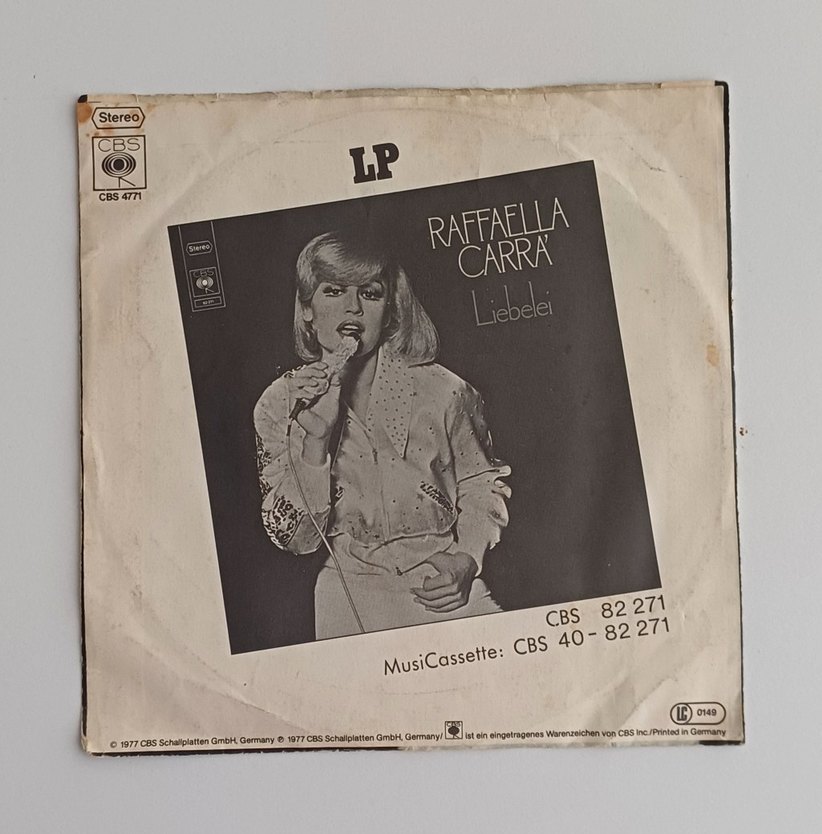 Stereo
CBS
CBS 4771
LP
Stereo
CBS
RAFFAELLA
CARRA'
Liebelei
CBS 82 271
MusiCassette: CBS 40 - 82 271
LC 0149
© 1977 CBS Schallplatten GmbH, Germany ℗ 1977 CBS Schallplatten GmbH, Germany/ CBS ist ein eingetragenes Warenzeichen von CBS Inc./Printed in Germany